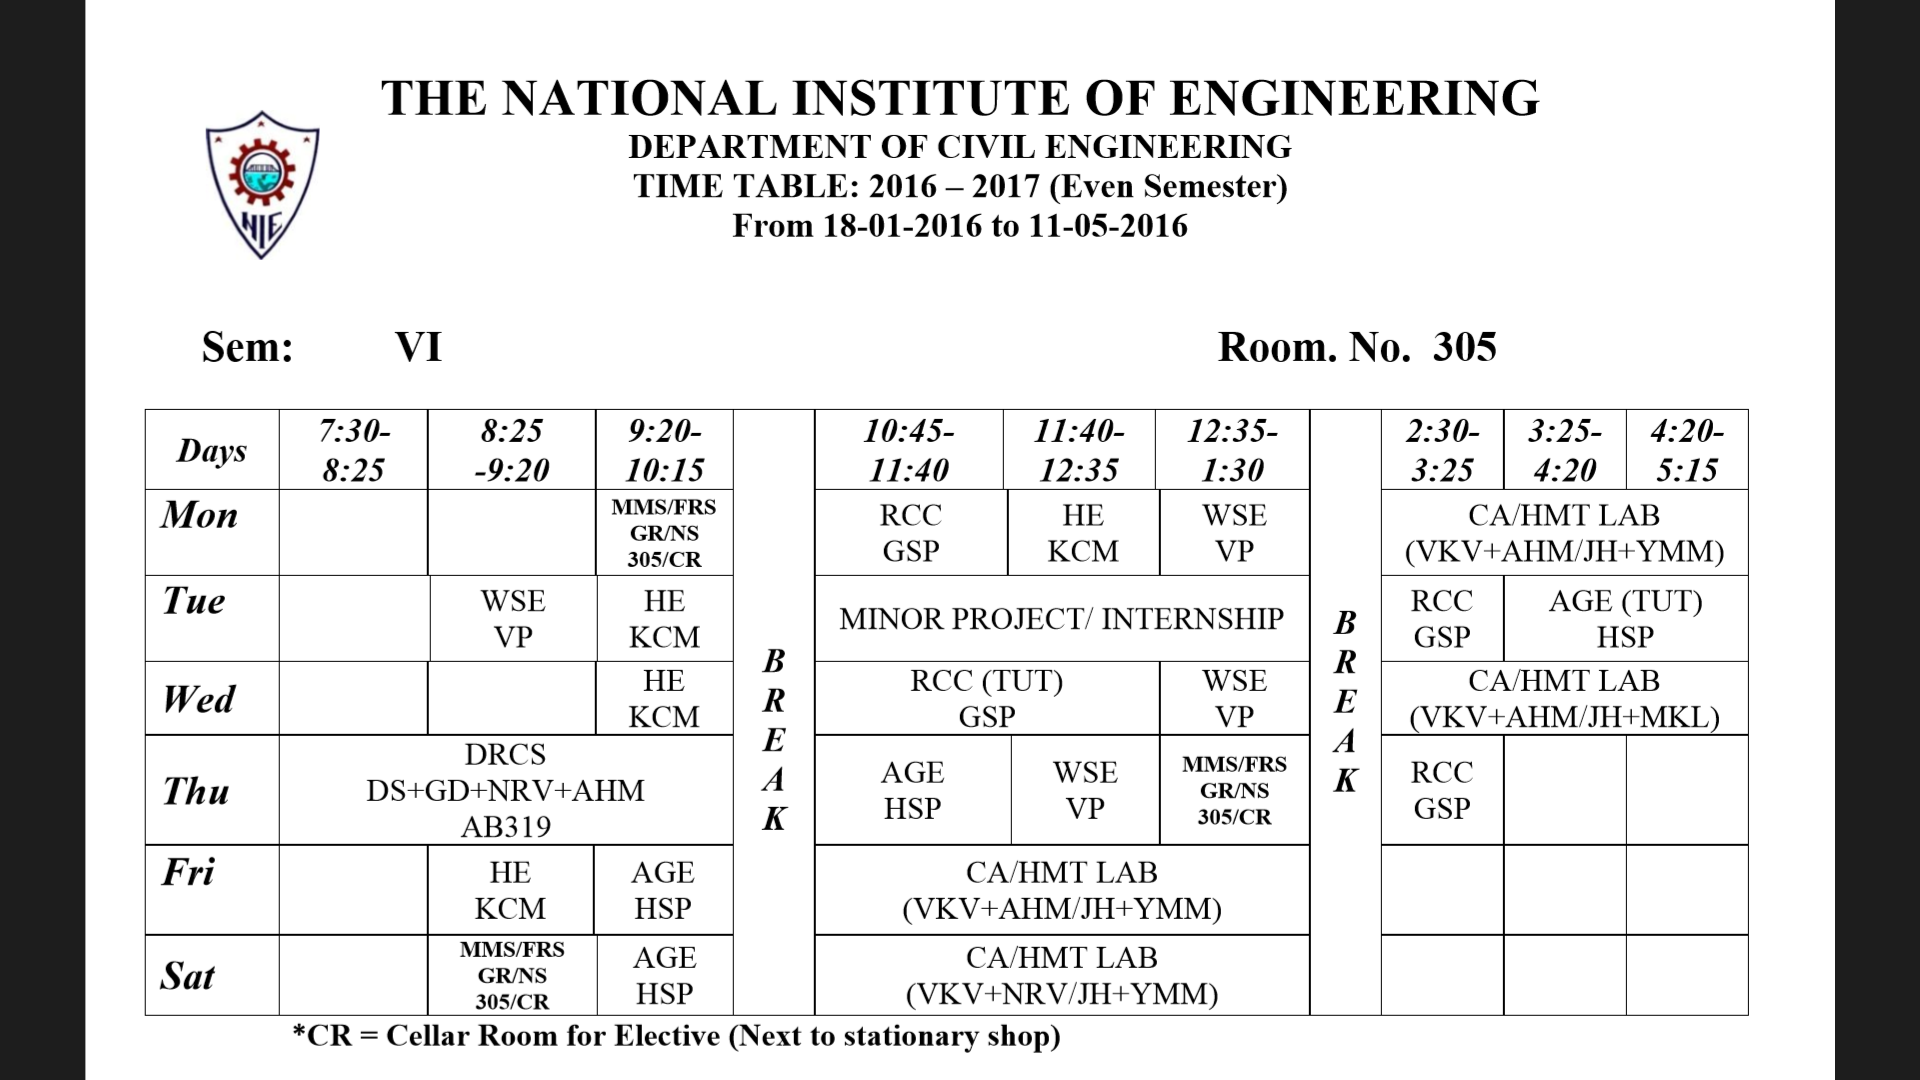 THE NATIONAL INSTITUTE OF ENGINEERING
DEPARTMENT OF CIVIL ENGINEERING
TIME TABLE: 2016 – 2017 (Even Semester)
From 18-01-2016 to 11-05-2016
NIE
Sem: VI
Room. No. 305
Days
7:30-
8:25
8:25
-9:20
9:20-
10:15
B
R
E
A
K
10:45-
11:40
11:40-
12:35
12:35-
1:30
B
R
E
A
K
2:30-
3:25
3:25-
4:20
4:20-
5:15
Mon
MMS/FRS
GR/NS
305/CR
RCC
GSP
HE
KCM
WSE
VP
CA/HMT LAB
(VKV+AHM/JH+YMM)
Tue
WSE
VP
HE
KCM
MINOR PROJECT/ INTERNSHIP
RCC
GSP
AGE (TUT)
HSP
Wed
HE
KCM
RCC (TUT)
GSP
WSE
VP
CA/HMT LAB
(VKV+AHM/JH+MKL)
Thu
DRCS
DS+GD+NRV+AHM
AB319
AGE
HSP
WSE
VP
MMS/FRS
GR/NS
305/CR
RCC
GSP
Fri
HE
KCM
AGE
HSP
CA/HMT LAB
(VKV+AHM/JH+YMM)
Sat
MMS/FRS
GR/NS
305/CR
AGE
HSP
CA/HMT LAB
(VKV+NRV/JH+YMM)
*CR = Cellar Room for Elective (Next to stationary shop)